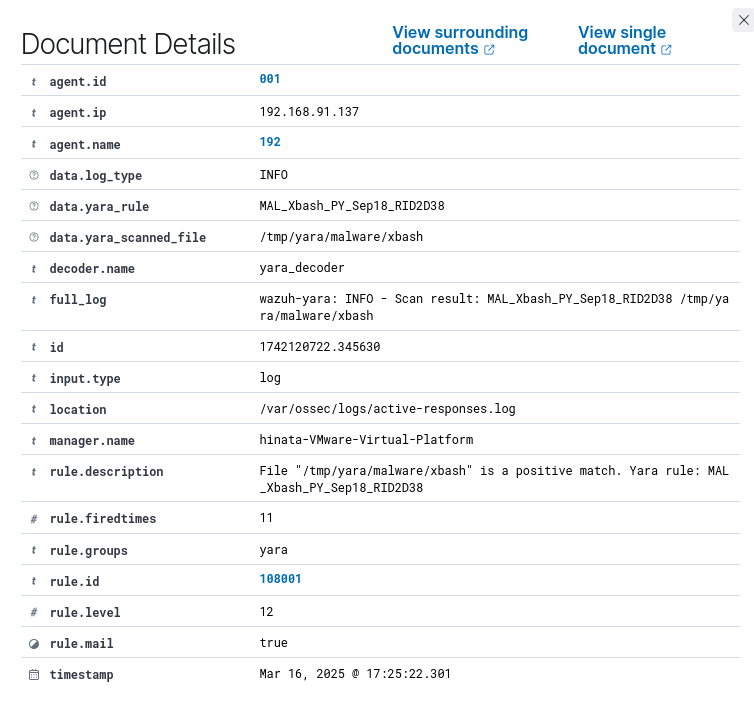 Document Details
View surrounding
documents
View single
document
t agent.id 001
t agent.ip 192.168.91.137
t agent.name 192
data.log_type INFO
data.yara_rule MAL_Xbash_PY_Sep18_RID2D38
data.yara_scanned_file /tmp/yara/malware/xbash
t decoder.name yara_decoder
t full_log wazuh-yara: INFO - Scan result: MAL_Xbash_PY_Sep18_RID2D38 /tmp/ya
ra/malware/xbash
t id 1742120722.345630
t input.type log
t location /var/ossec/logs/active-responses.log
t manager.name hinata-VMware-Virtual-Platform
t rule.description File "/tmp/yara/malware/xbash" is a positive match. Yara rule: MAL
_Xbash_PY_Sep18_RID2D38
# rule.firedtimes 11
t rule.groups yara
t rule.id 108001
# rule.level 12
rule.mail true
timestamp Mar 16, 2025 @ 17:25:22.301